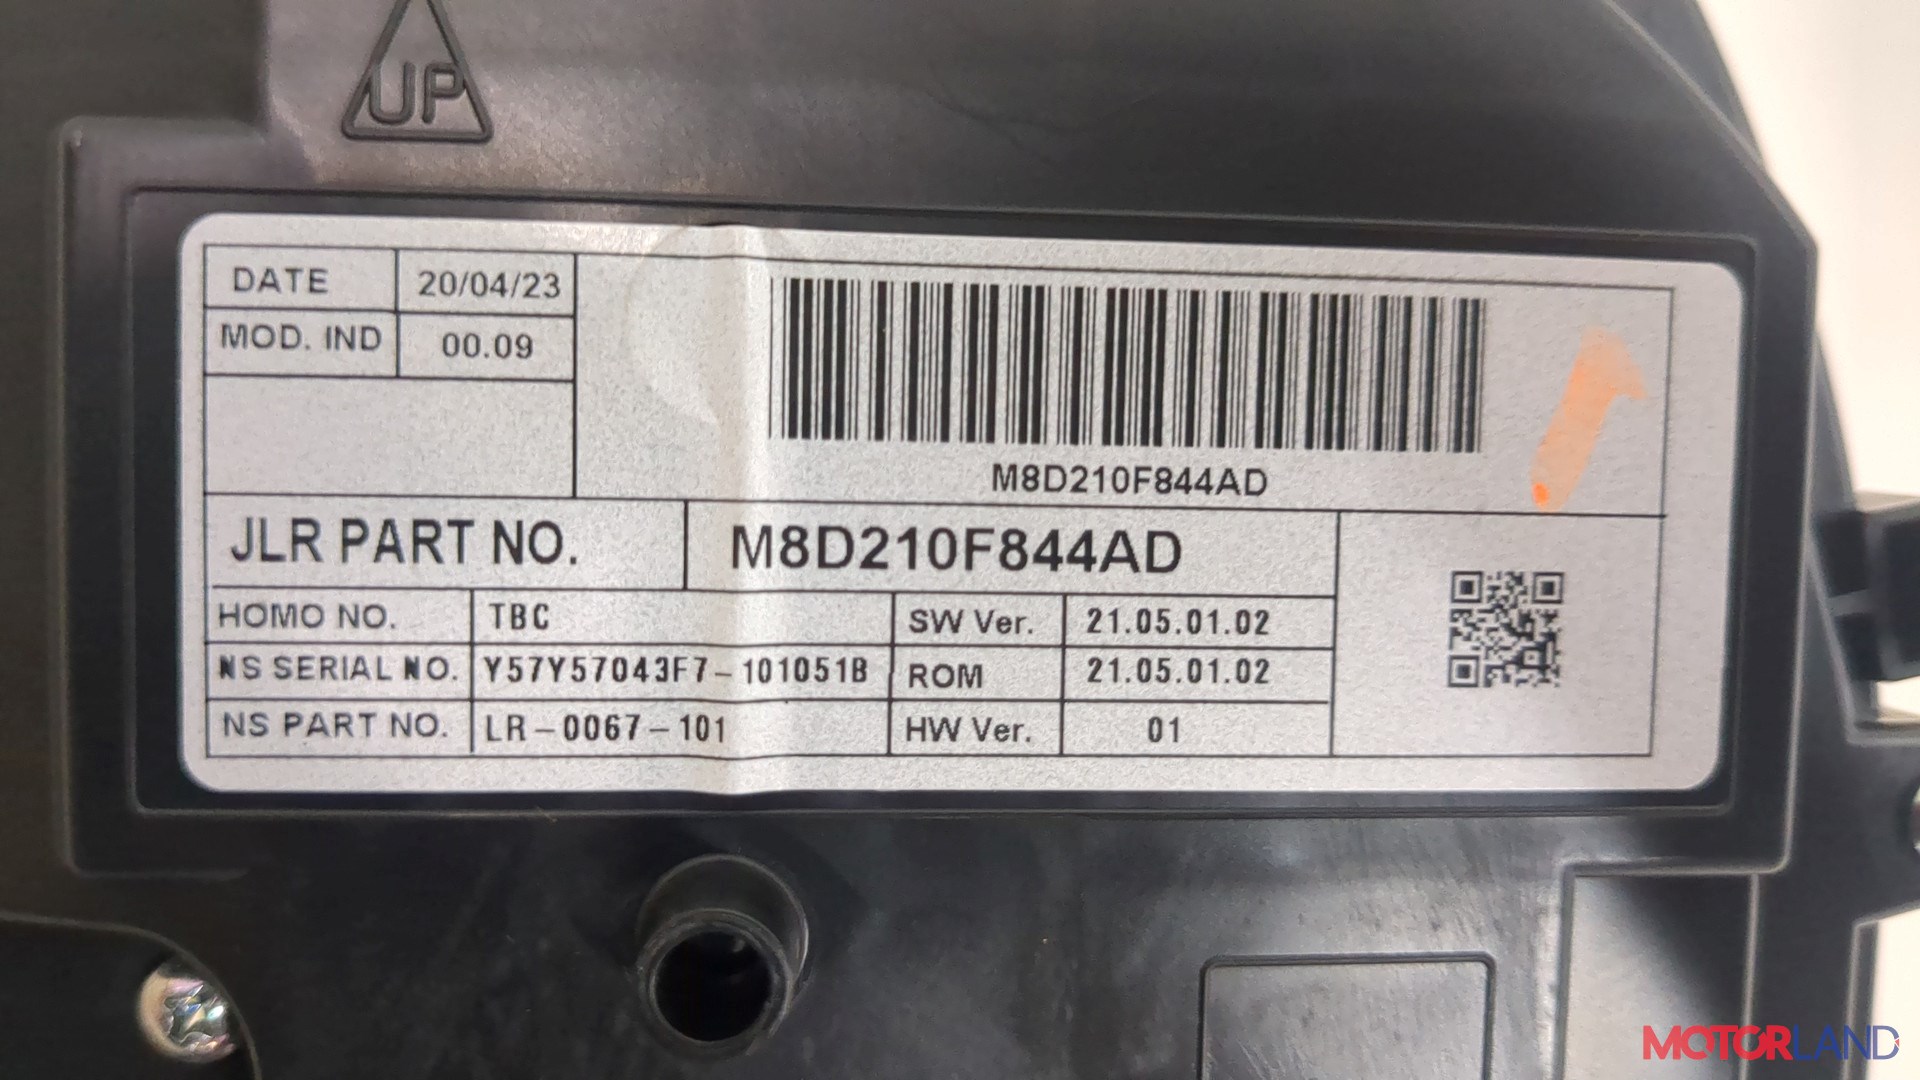 UP
DATE 20/04/23
MOD. IND 00.09
M8D210F844AD
JLR PART NO. M8D210F844AD
HOMO NO. TBC SW Ver. 21.05.01.02
NS SERIAL NO. Y57Y57043F7-101051B ROM 21.05.01.02
NS PART NO. LR-0067-101 HW Ver. 01
MOTORLAND